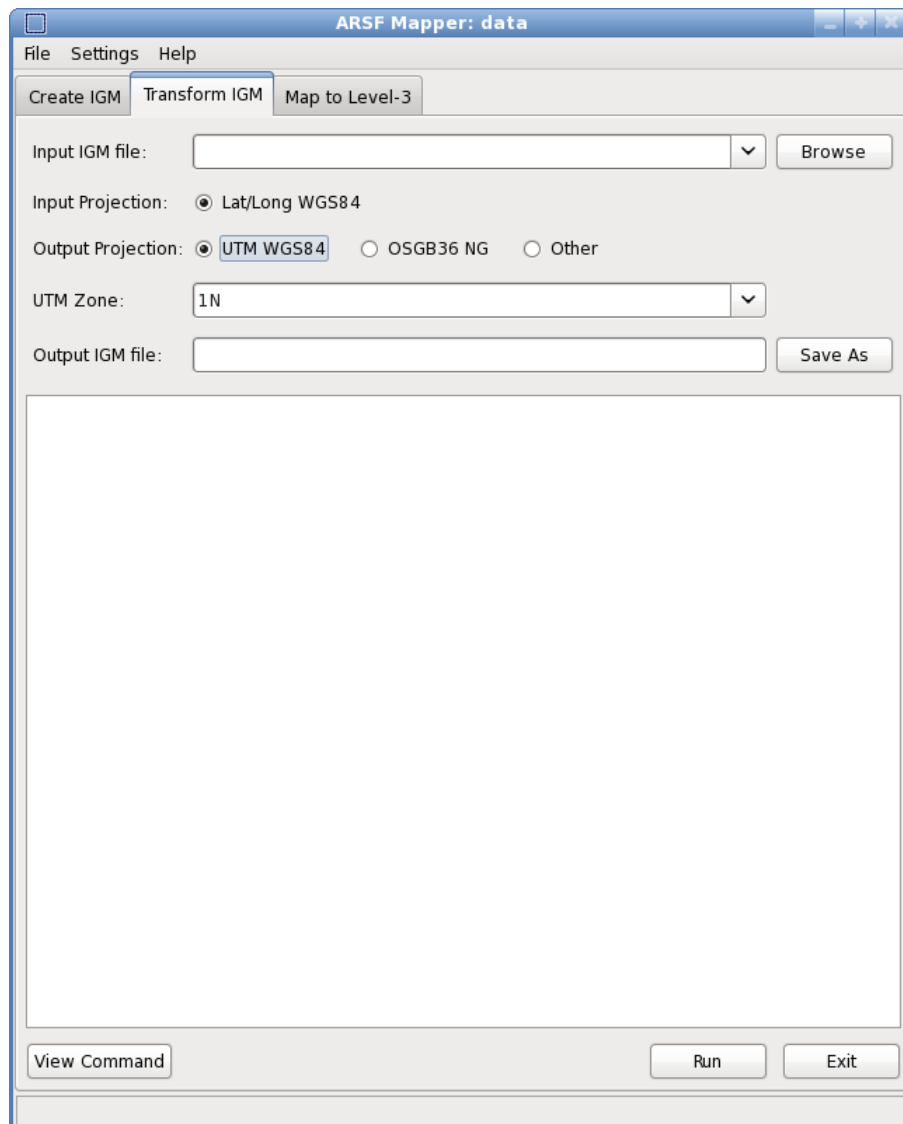 ARSF Mapper: data
File Settings Help
Create IGM Transform IGM Map to Level-3
Input IGM file: Browse
Input Projection: Lat/Long WGS84
Output Projection: UTM WGS84 OSGB36 NG Other
UTM Zone: 1N
Output IGM file: Save As
View Command Run Exit